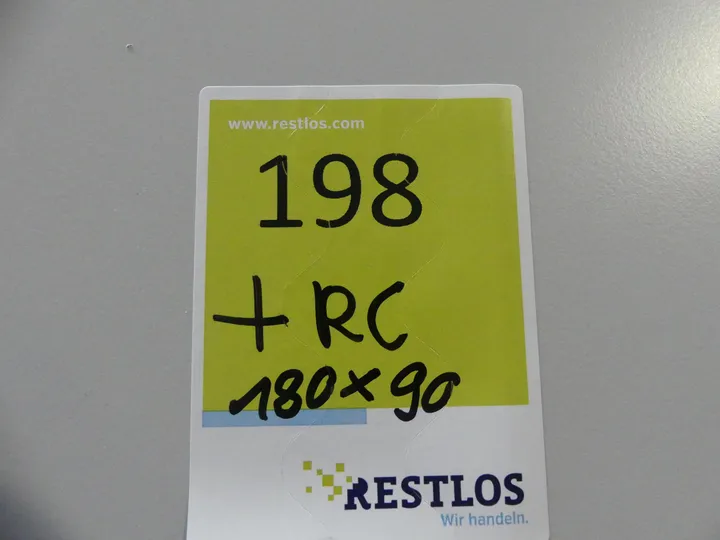 www.restlos.com
198
+ RC
180 x 90
RESTLOS
Wir handeln.